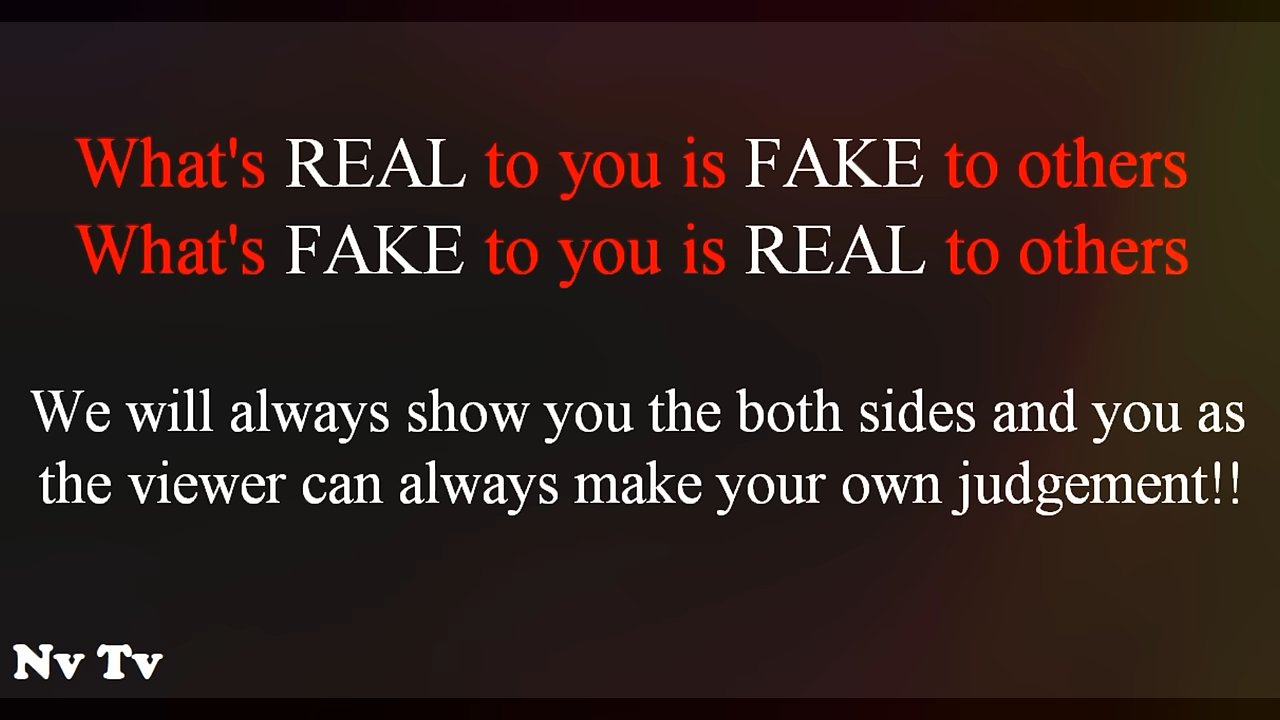 What's REAL to you is FAKE to others
What's FAKE to you is REAL to others
We will always show you the both sides and you as
the viewer can always make your own judgement!!
Nv Tv